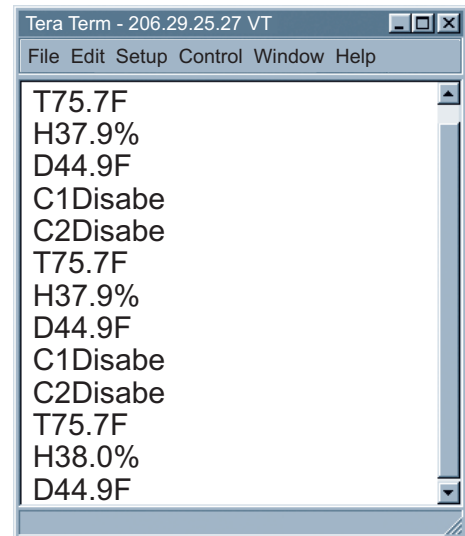 Tera Term - 206.29.25.27 VT
File Edit Setup Control Window Help
T75.7F
H37.9%
D44.9F
C1Disabe
C2Disabe
T75.7F
H37.9%
D44.9F
C1Disabe
C2Disabe
T75.7F
H38.0%
D44.9F